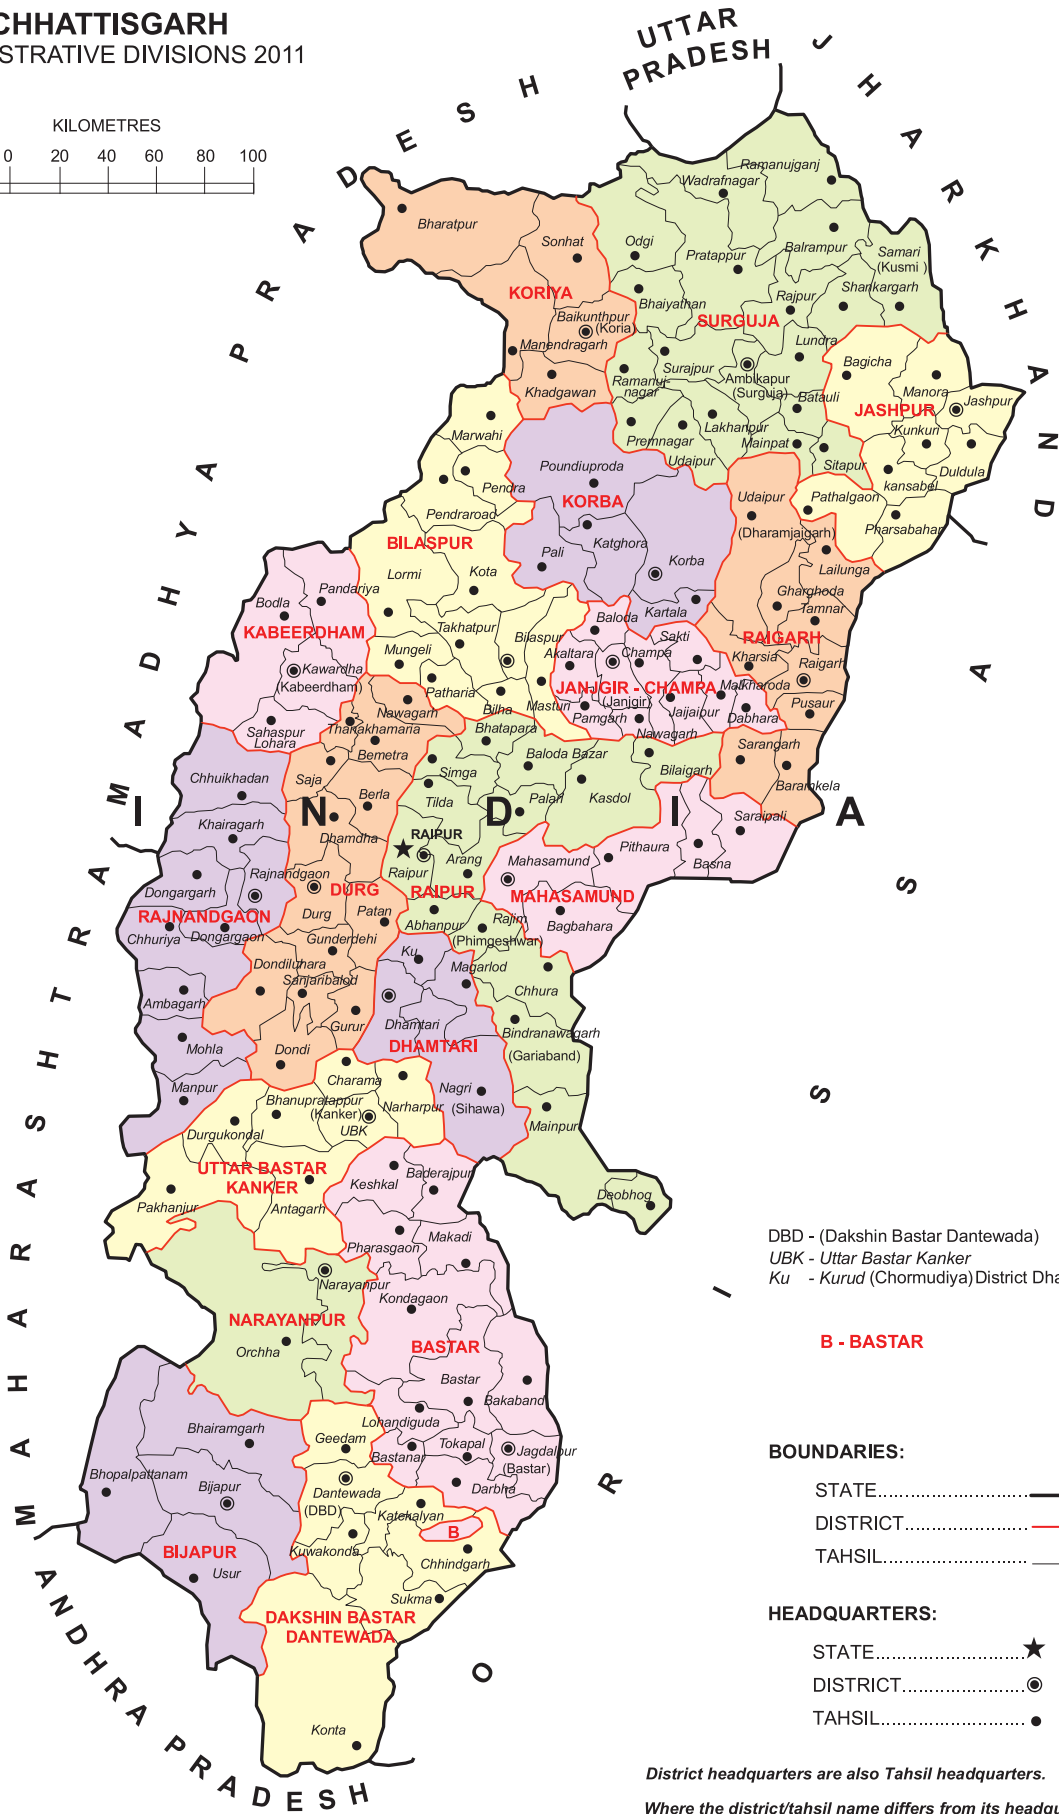 CHHATTISGARH
STRATIVE DIVISIONS 2011
KILOMETRES
0 20 40 60 80 100
UTTAR
PRADESH
JHARKHAND
MADHYA PRADESH
MAHARASHTRA
ANDHRA PRADESH
ORISSA
INDIA
Bharatpur
Sonhat
KORIYA
Baikunthpur
(Koria)
Manendragarh
Khadgawan
Ramanujganj
Wadrafnagar
Odgi
Pratappur
Balrampur
Samari
(Kusmi )
Shankargarh
Bhaiyathan
Rajpur
SURGUJA
Lundra
Surajpur
Ramanuj-
nagar
Ambikapur
(Surguja)
Batauli
Lakhanpur
Premnagar
Mainpat
Udaipur
Sitapur
Bagicha
Manora
JASHPUR
Jashpur
Kunkuri
Duldula
kansabel
Pathalgaon
Pharsabahar
Marwahi
Pendra
Pendraroad
BILASPUR
Lormi
Kota
Takhatpur
Bilaspur
Mungeli
Patharia
Bilha
Masturi
Poundiuproda
KORBA
Katghora
Pali
Korba
Kartala
Udaipur
(Dharamjaigarh)
Lailunga
Gharghoda
Tamnar
RAIGARH
Kharsia
Raigarh
Pusaur
Sarangarh
Baramkela
Baloda
Sakti
Akaltara
Champa
JANJGIR - CHAMPA
(Janjgir)
Malkharoda
Pamgarh
Jaijaipur
Dabhara
Nawagarh
Bodla
Pandariya
KABEERDHAM
Kawardha
(Kabeerdham)
Sahaspur
Lohara
Nawagarh
Thanakhamaria
Bemetra
Saja
Berla
Dhamdha
DURG
Durg
Patan
Gunderdehi
Dondiluhara
Sanjaribalod
Gurur
Dondi
Chhuikhadan
Khairagarh
Rajnandgaon
Dongargarh
RAJNANDGAON
Chhuriya
Dongargaon
Ambagarh
Mohla
Manpur
Bhatapara
Simga
Baloda Bazar
Bilaigarh
Tilda
Palari
Kasdol
RAIPUR
Raipur
Arang
RAIPUR
Abhanpur
Rajim
(Phimgeshwar)
Chhura
Bindranawagarh
(Gariaband)
Mainpur
Deobhog
Mahasamund
Pithaura
Basna
Saraipali
MAHASAMUND
Bagbahara
Ku
Magarlod
Dhamtari
DHAMTARI
Nagri
(Sihawa)
Charama
Bhanupratappur
(Kanker)
Narharpur
UBK
Durgukondal
UTTAR BASTAR
KANKER
Pakhanjur
Antagarh
Keshkal
Baderajpur
Pharasgaon
Makadi
Kondagaon
BASTAR
Bastar
Bakaband
Lohandiguda
Bastanar
Tokapal
Jagdalpur
(Bastar)
Darbha
Narayanpur
NARAYANPUR
Orchha
Bhairamgarh
Bhopalpattanam
Bijapur
BIJAPUR
Usur
Geedam
Dantewada
(DBD)
Katekalyan
B
Kuwakonda
Chhindgarh
Sukma
DAKSHIN BASTAR
DANTEWADA
Konta
DBD - (Dakshin Bastar Dantewada)
UBK - Uttar Bastar Kanker
Ku - Kurud (Chormudiya)District Dha
B - BASTAR
BOUNDARIES:
STATE
DISTRICT
TAHSIL
HEADQUARTERS:
STATE
DISTRICT
TAHSIL
District headquarters are also Tahsil headquarters.
Where the district/tahsil name differs from its headqu